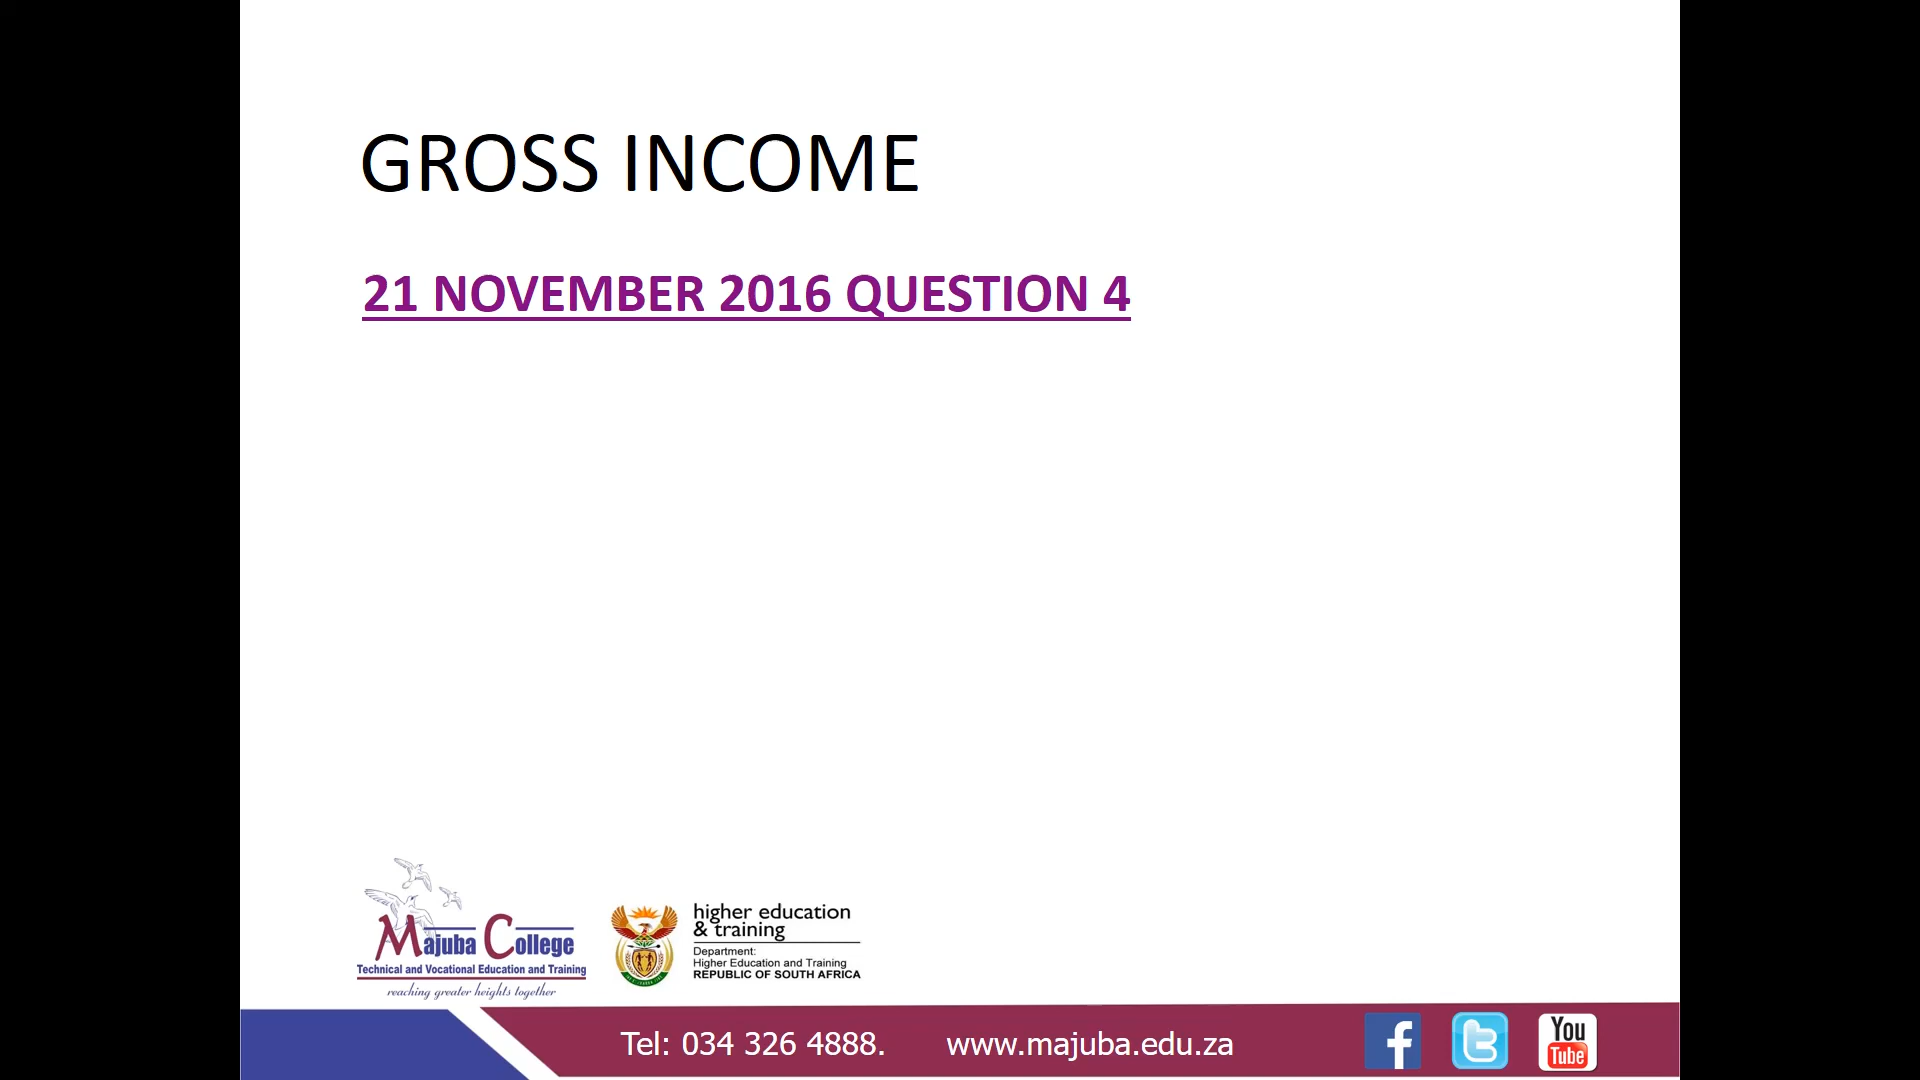 GROSS INCOME
21 NOVEMBER 2016 QUESTION 4
Majuba College
Technical and Vocational Education and Training
reaching greater heights together
higher education
& training
Department:
Higher Education and Training
REPUBLIC OF SOUTH AFRICA
Tel: 034 326 4888. www.majuba.edu.za
You
Tube